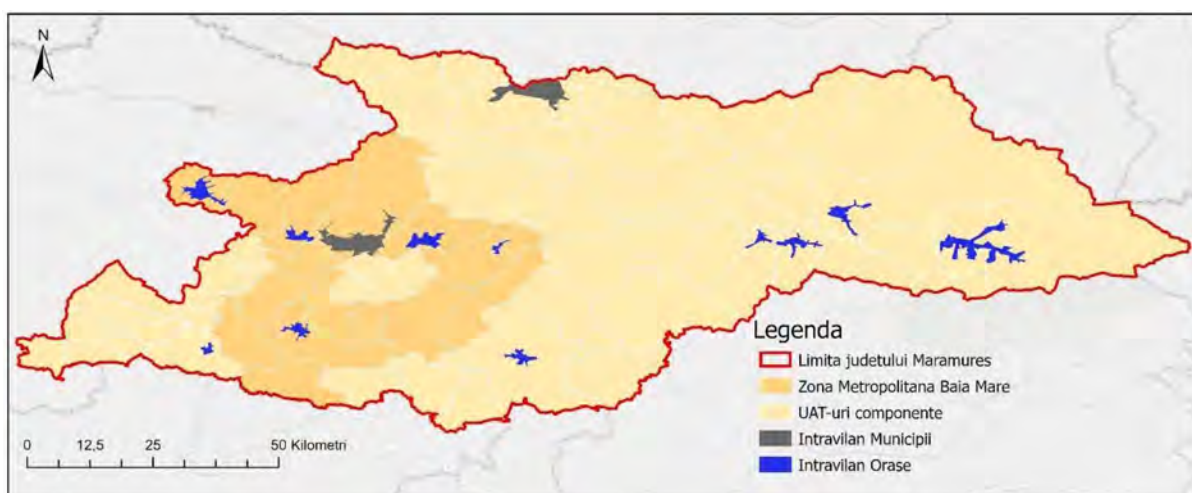 N
Legenda
Limita judetului Maramures
Zona Metropolitana Baia Mare
UAT-uri componente
Intravilan Municipii
Intravilan Orase
0 12,5 25 50 Kilometri